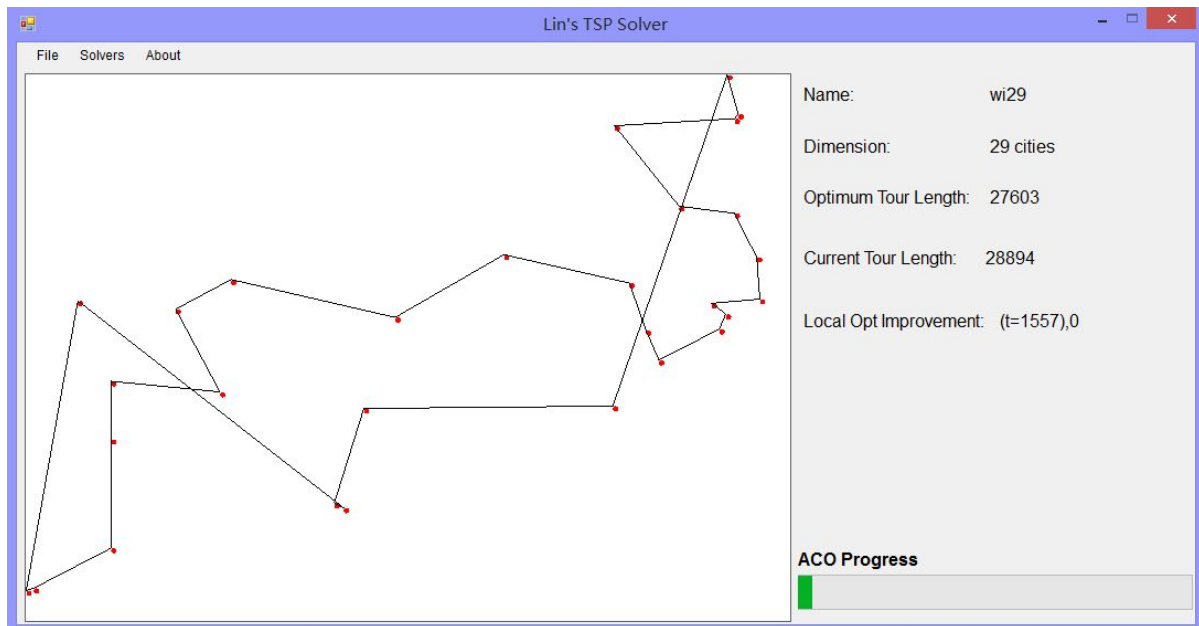 Lin's TSP Solver
File Solvers About
Name: wi29
Dimension: 29 cities
Optimum Tour Length: 27603
Current Tour Length: 28894
Local Opt Improvement: (t=1557),0
ACO Progress